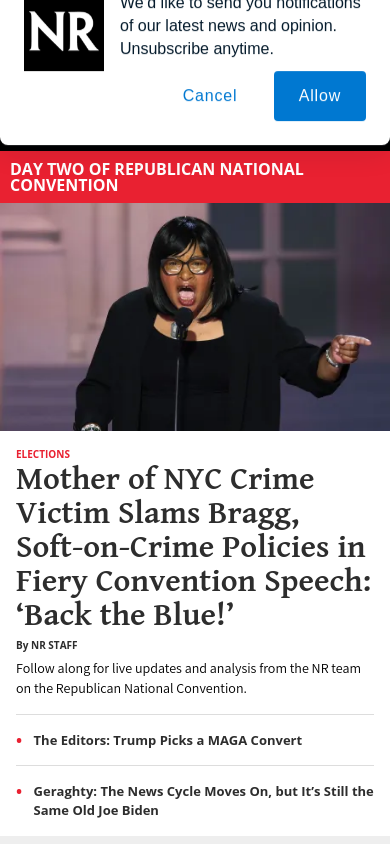 NR
We'd like to send you notifications
of our latest news and opinion.
Unsubscribe anytime.
Cancel
Allow
DAY TWO OF REPUBLICAN NATIONAL
CONVENTION
ELECTIONS
Mother of NYC Crime
Victim Slams Bragg,
Soft-on-Crime Policies in
Fiery Convention Speech:
‘Back the Blue!’
By NR STAFF
Follow along for live updates and analysis from the NR team
on the Republican National Convention.
• The Editors: Trump Picks a MAGA Convert
• Geraghty: The News Cycle Moves On, but It’s Still the
Same Old Joe Biden